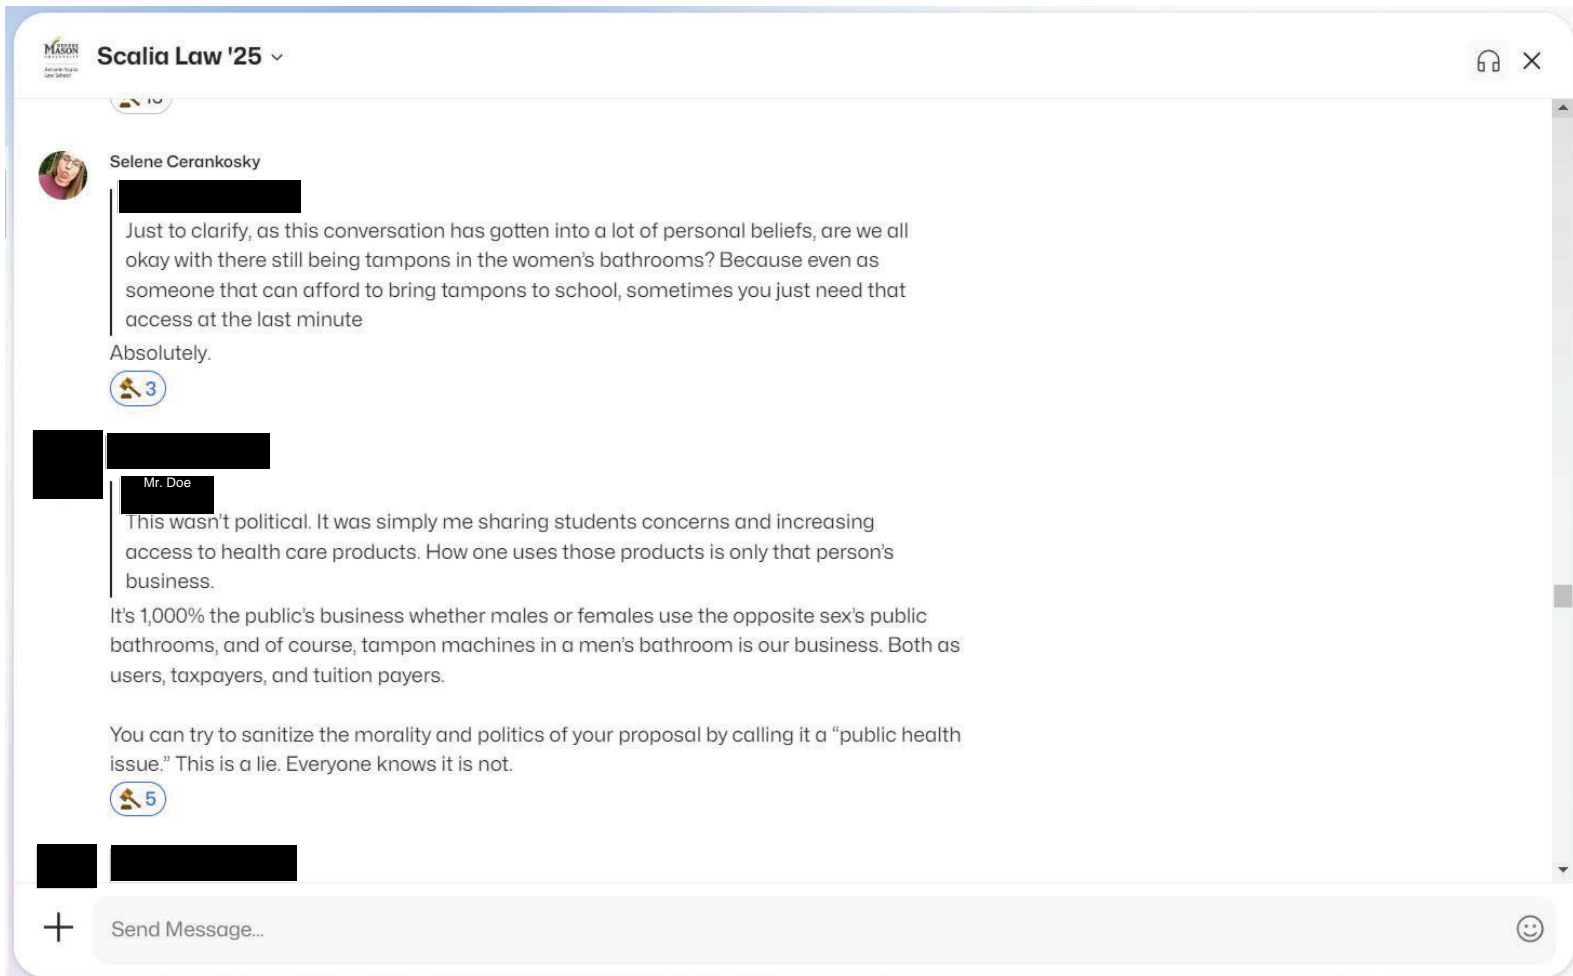 GEORGE
MASON
UNIVERSITY
Antonin Scalia
Law School
Scalia Law '25
Selene Cerankosky
Just to clarify, as this conversation has gotten into a lot of personal beliefs, are we all
okay with there still being tampons in the women’s bathrooms? Because even as
someone that can afford to bring tampons to school, sometimes you just need that
access at the last minute
Absolutely.
3
Mr. Doe
This wasn’t political. It was simply me sharing students concerns and increasing
access to health care products. How one uses those products is only that person’s
business.
It’s 1,000% the public’s business whether males or females use the opposite sex’s public
bathrooms, and of course, tampon machines in a men’s bathroom is our business. Both as
users, taxpayers, and tuition payers.
You can try to sanitize the morality and politics of your proposal by calling it a “public health
issue.” This is a lie. Everyone knows it is not.
5
Send Message...